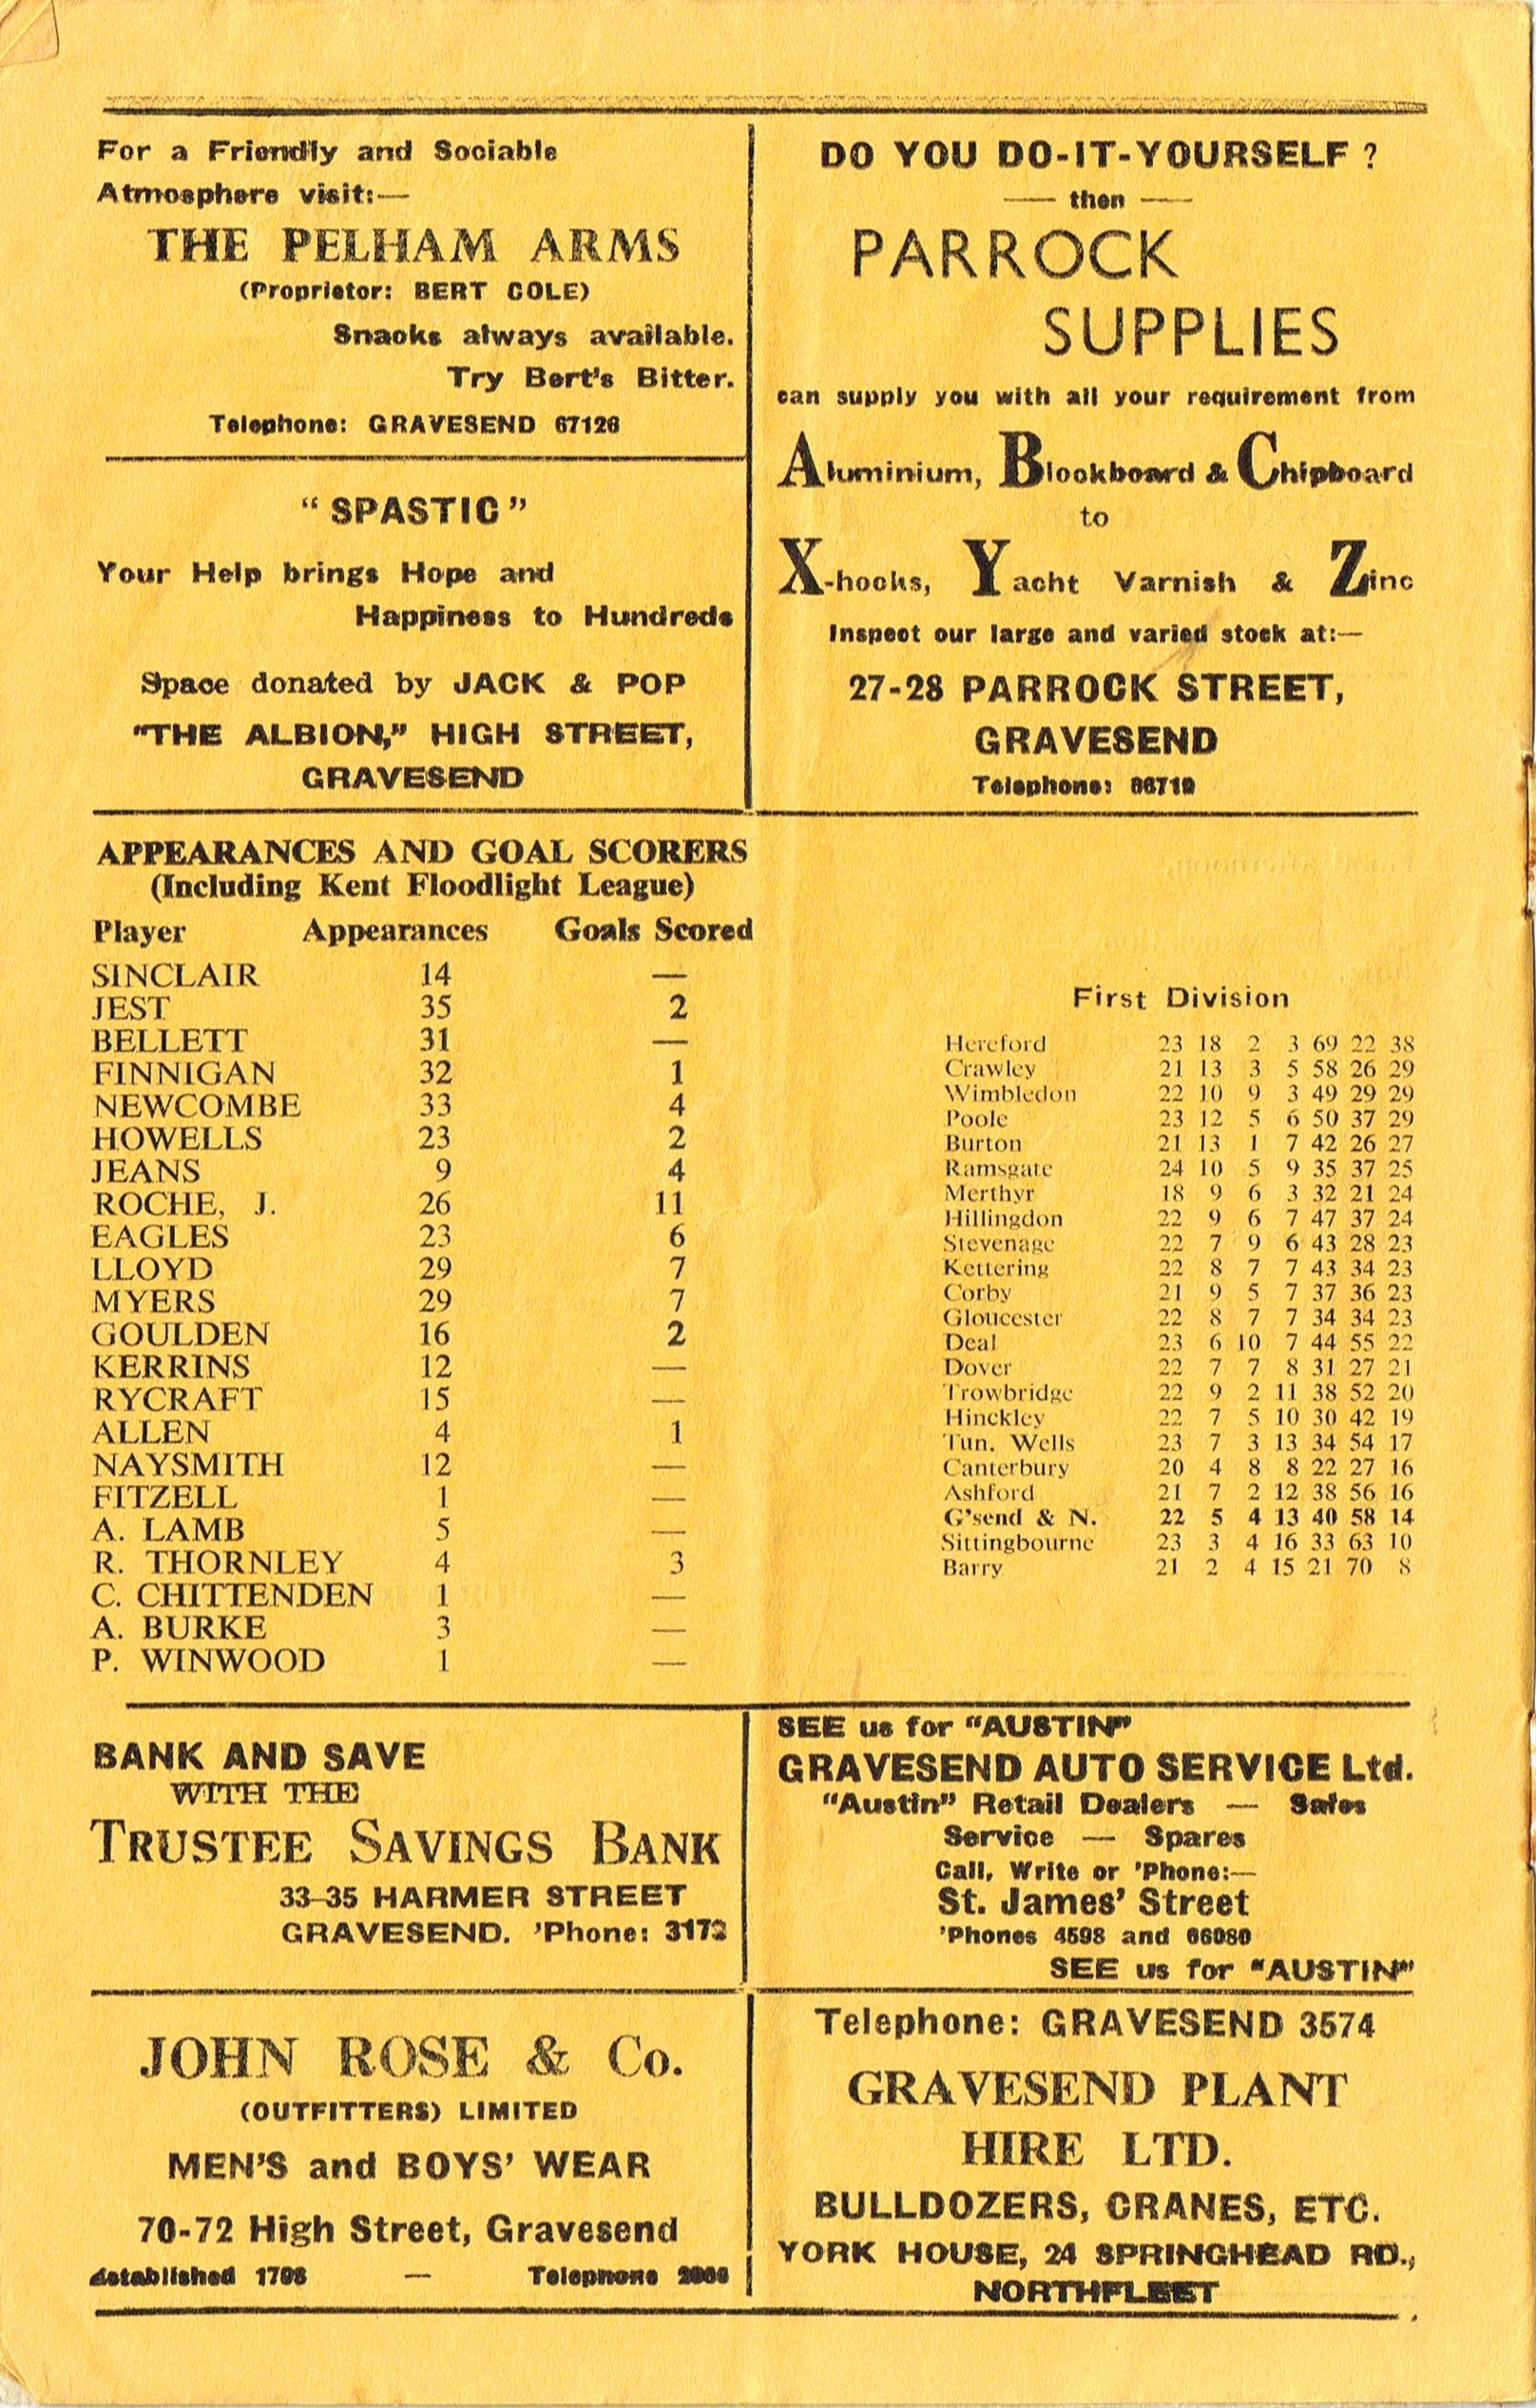 For a Friendly and Sociable
Atmosphere visit:—
THE PELHAM ARMS
(Proprietor: BERT COLE)
Snacks always available.
Try Bert's Bitter.
Telephone: GRAVESEND 67126
"SPASTIC"
Your Help brings Hope and
Happiness to Hundreds
Space donated by JACK & POP
"THE ALBION," HIGH STREET,
GRAVESEND
DO YOU DO-IT-YOURSELF ?
— then —
PARROCK
SUPPLIES
can supply you with all your requirement from
Aluminium, Blockboard & Chipboard
to
X-hooks, Yacht Varnish & Zinc
Inspect our large and varied stock at:—
27-28 PARROCK STREET,
GRAVESEND
Telephone:
APPEARANCES AND GOAL SCORERS
(Including Kent Floodlight League)
Player Appearances Goals Scored
SINCLAIR 14 —
JEST 35 2
BELLETT 31 —
FINNIGAN 32 1
NEWCOMBE 33 4
HOWELLS 23 2
JEANS 9 4
ROCHE, J. 26 11
EAGLES 23 6
LLOYD 29 7
MYERS 29 7
GOULDEN 16 2
KERRINS 12 —
RYCRAFT 15 —
ALLEN 4 1
NAYSMITH 12 —
FITZELL 1 —
A. LAMB 5 —
R. THORNLEY 4 3
C. CHITTENDEN 1 —
A. BURKE 3 —
P. WINWOOD 1 —
First Division
Hereford 23 18 2 3 69 22 38
Crawley 21 13 3 5 58 26 29
Wimbledon 22 10 9 3 49 29 29
Poole 23 12 5 6 50 37 29
Burton 21 13 1 7 42 26 27
Ramsgate 24 10 5 9 35 37 25
Merthyr 18 9 6 3 32 21 24
Hillingdon 22 9 6 7 47 37 24
Stevenage 22 7 9 6 43 28 23
Kettering 22 8 7 7 43 34 23
Corby 21 9 5 7 37 36 23
Gloucester 22 8 7 7 34 34 23
Deal 23 6 10 7 44 55 22
Dover 22 7 7 8 31 27 21
Trowbridge 22 9 2 11 38 52 20
Hinckley 22 7 5 10 30 42 19
Tun. Wells 23 7 3 13 34 54 17
Canterbury 20 4 8 8 22 27 16
Ashford 21 7 2 12 38 56 16
G'send & N. 22 5 4 13 40 58 14
Sittingbourne 23 3 4 16 33 63 10
Barry 21 2 4 15 21 70 8
BANK AND SAVE
WITH THE
TRUSTEE SAVINGS BANK
33-35 HARMER STREET
GRAVESEND. 'Phone: 3172
SEE us for "AUSTIN"
GRAVESEND AUTO SERVICE Ltd.
"Austin" Retail Dealers — Sales
Service — Spares
Call, Write or 'Phone:—
St. James' Street
'Phones 4598 and 66080
SEE us for "AUSTIN"
JOHN ROSE & Co.
(OUTFITTERS) LIMITED
MEN'S and BOYS' WEAR
70-72 High Street, Gravesend
Established — Telephone
Telephone: GRAVESEND 3574
GRAVESEND PLANT
HIRE LTD.
BULLDOZERS, CRANES, ETC.
YORK HOUSE, 24 SPRINGHEAD RD.,
NORTHFLEET